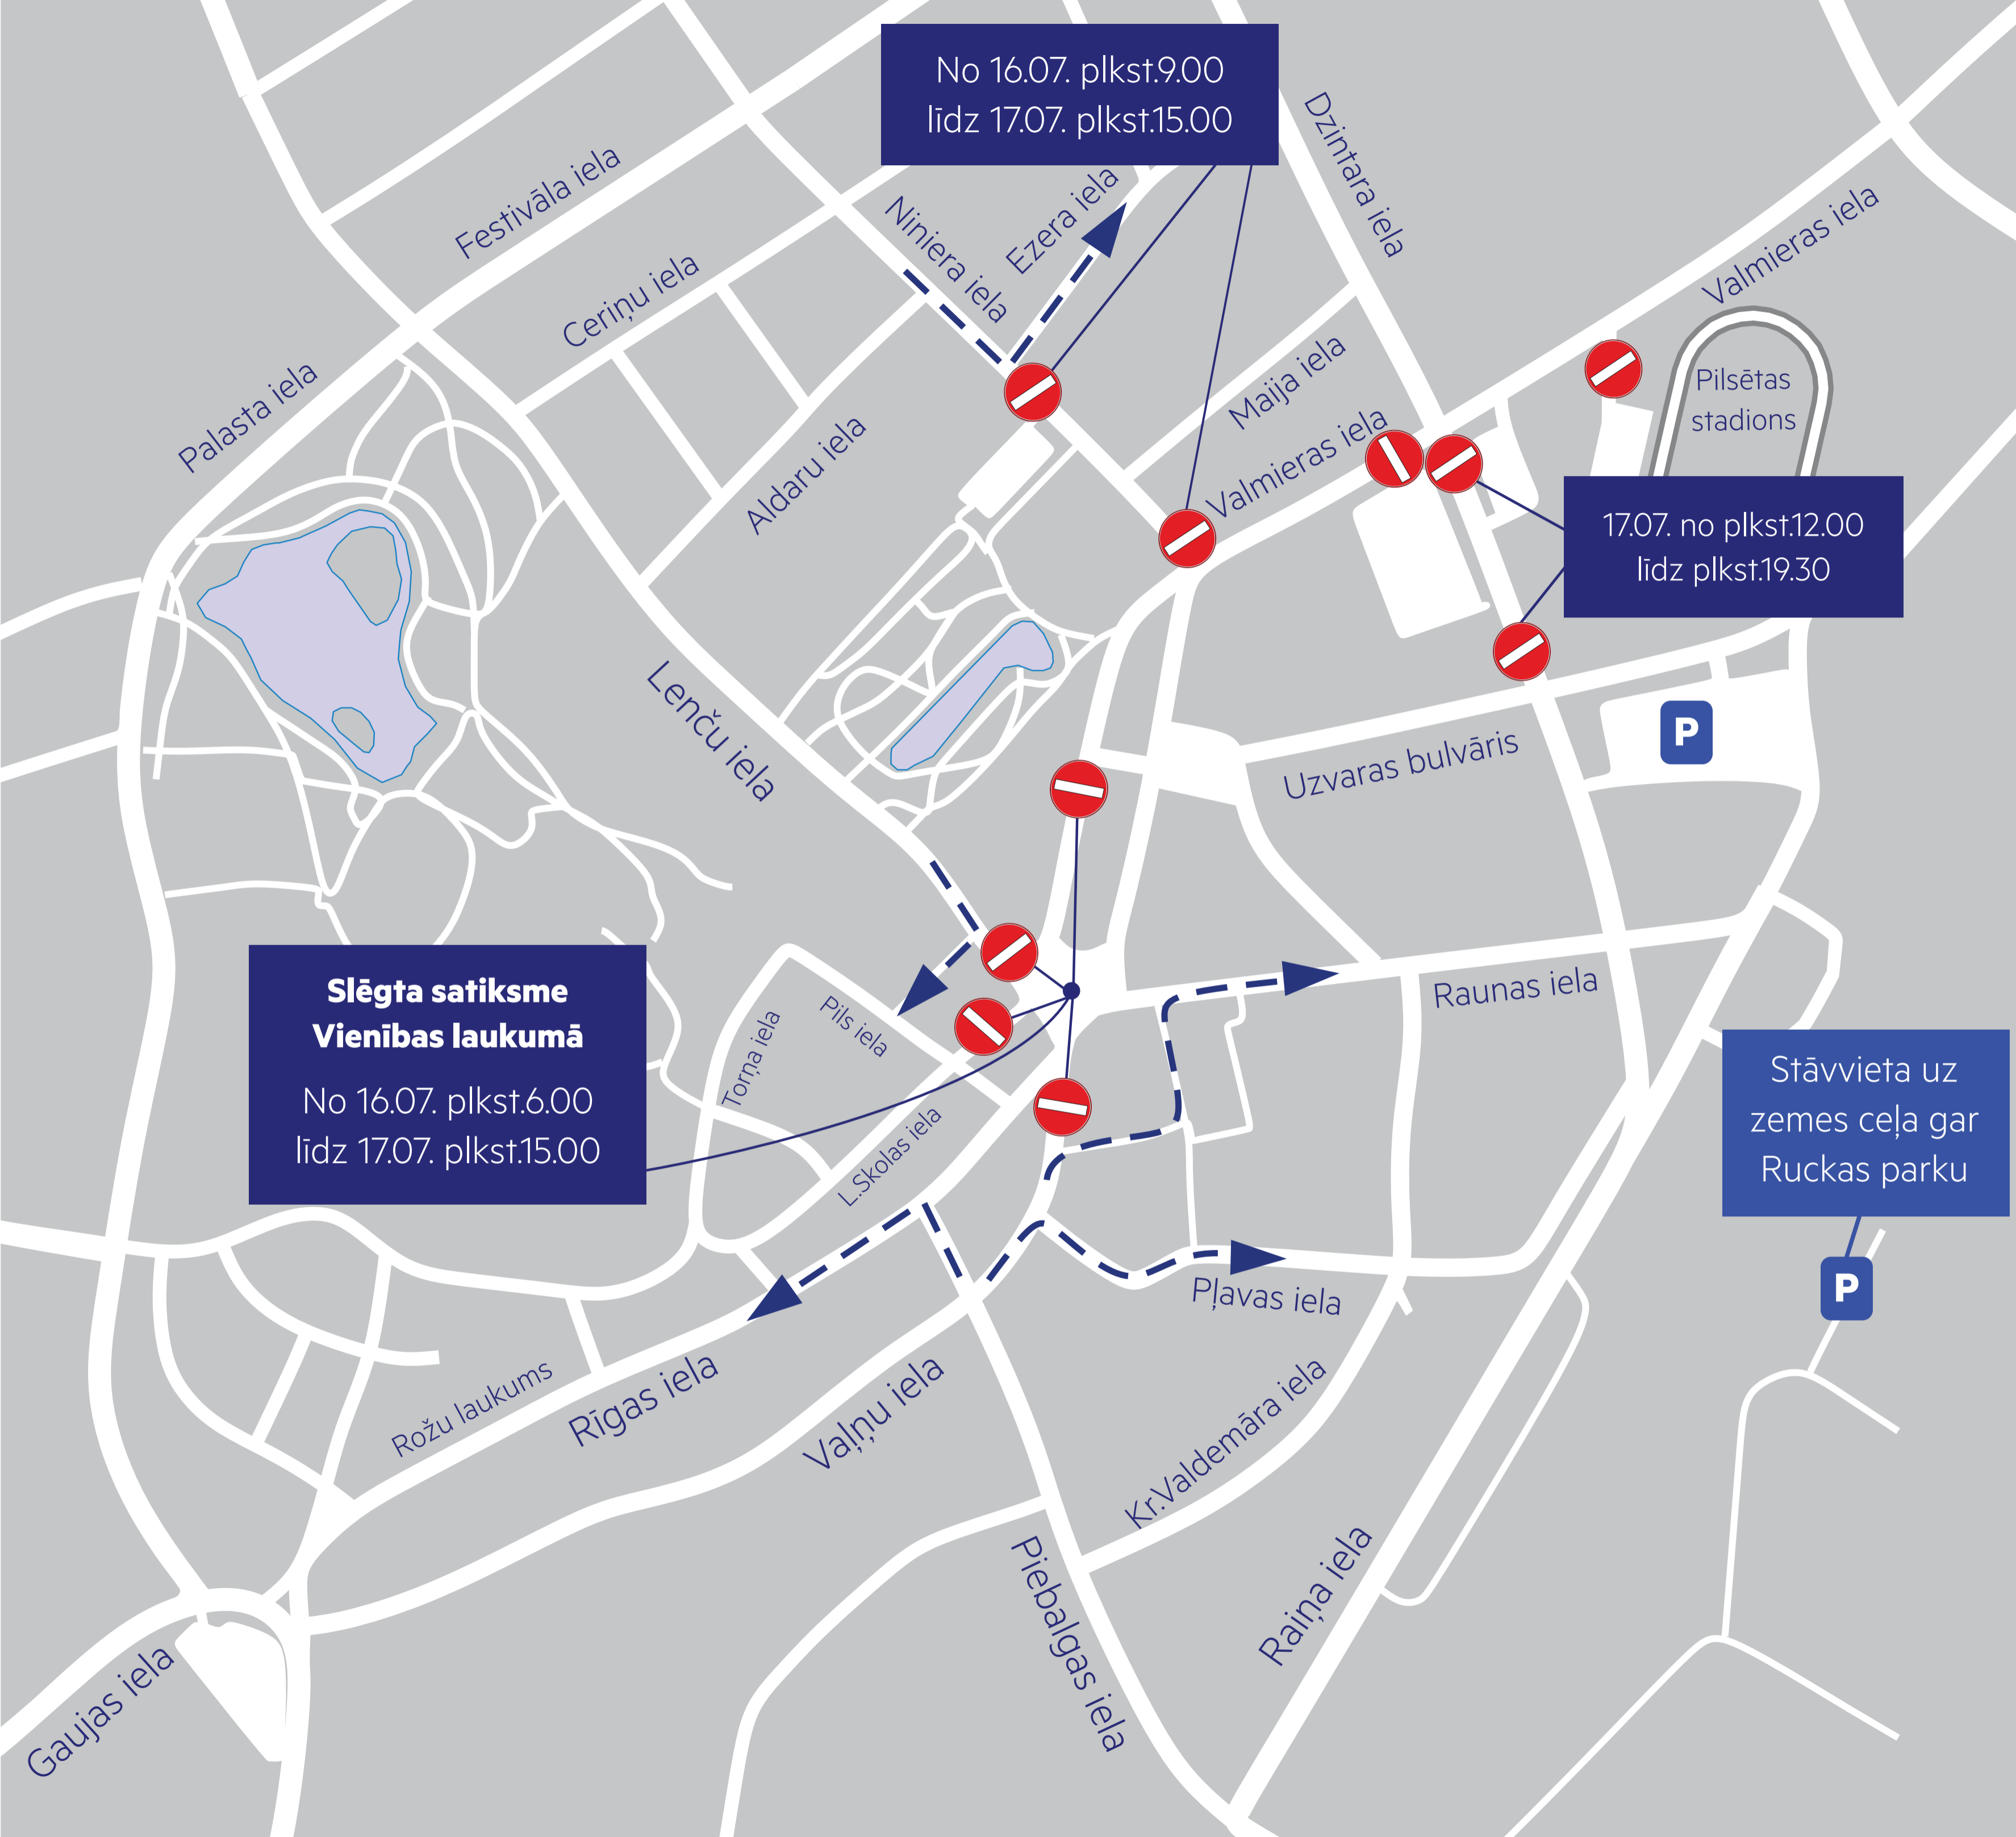 No 16.07. plkst.9.00
līdz 17.07. plkst.15.00
Dzintara iela
Festivāla iela
Niniera iela
Ezera iela
Valmieras iela
Ceriņu iela
Palasta iela
Maija iela
Pilsētas
stadions
Aldaru iela
Valmieras iela
17.07. no plkst.12.00
līdz plkst.19.30
Lenču iela
P
Uzvaras bulvāris
Slēgta satiksme
Vienības laukumā
No 16.07. plkst.6.00
līdz 17.07. plkst.15.00
Pils iela
Torņa iela
Raunas iela
L.Skolas iela
Stāvvieta uz
zemes ceļa gar
Ruckas parku
P
Pļavas iela
Rožu laukums
Rīgas iela
Vaļņu iela
Kr.Valdemāra iela
Piebalgas iela
Raiņa iela
Gaujas iela